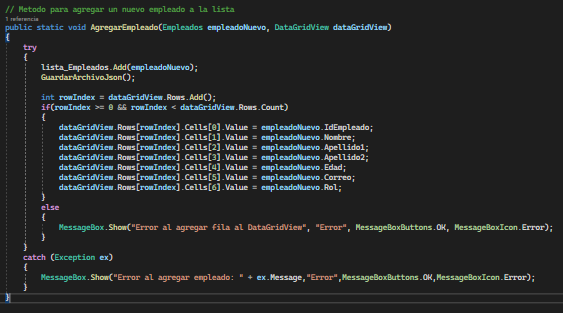 // Metodo para agregar un nuevo empleado a la lista
1 referencia
public static void AgregarEmpleado(Empleados empleadoNuevo, DataGridView dataGridView)
{
try
{
lista_Empleados.Add(empleadoNuevo);
GuardarArchivoJson();
int rowIndex = dataGridView.Rows.Add();
if(rowIndex >= 0 && rowIndex < dataGridView.Rows.Count)
{
dataGridView.Rows[rowIndex].Cells[0].Value = empleadoNuevo.IdEmpleado;
dataGridView.Rows[rowIndex].Cells[1].Value = empleadoNuevo.Nombre;
dataGridView.Rows[rowIndex].Cells[2].Value = empleadoNuevo.Apellido1;
dataGridView.Rows[rowIndex].Cells[3].Value = empleadoNuevo.Apellido2;
dataGridView.Rows[rowIndex].Cells[4].Value = empleadoNuevo.Edad;
dataGridView.Rows[rowIndex].Cells[5].Value = empleadoNuevo.Correo;
dataGridView.Rows[rowIndex].Cells[6].Value = empleadoNuevo.Rol;
}
else
{
MessageBox.Show("Error al agregar fila al DataGridView", "Error", MessageBoxButtons.OK, MessageBoxIcon.Error);
}
}
catch (Exception ex)
{
MessageBox.Show("Error al agregar empleado: " + ex.Message,"Error",MessageBoxButtons.OK,MessageBoxIcon.Error);
}
}